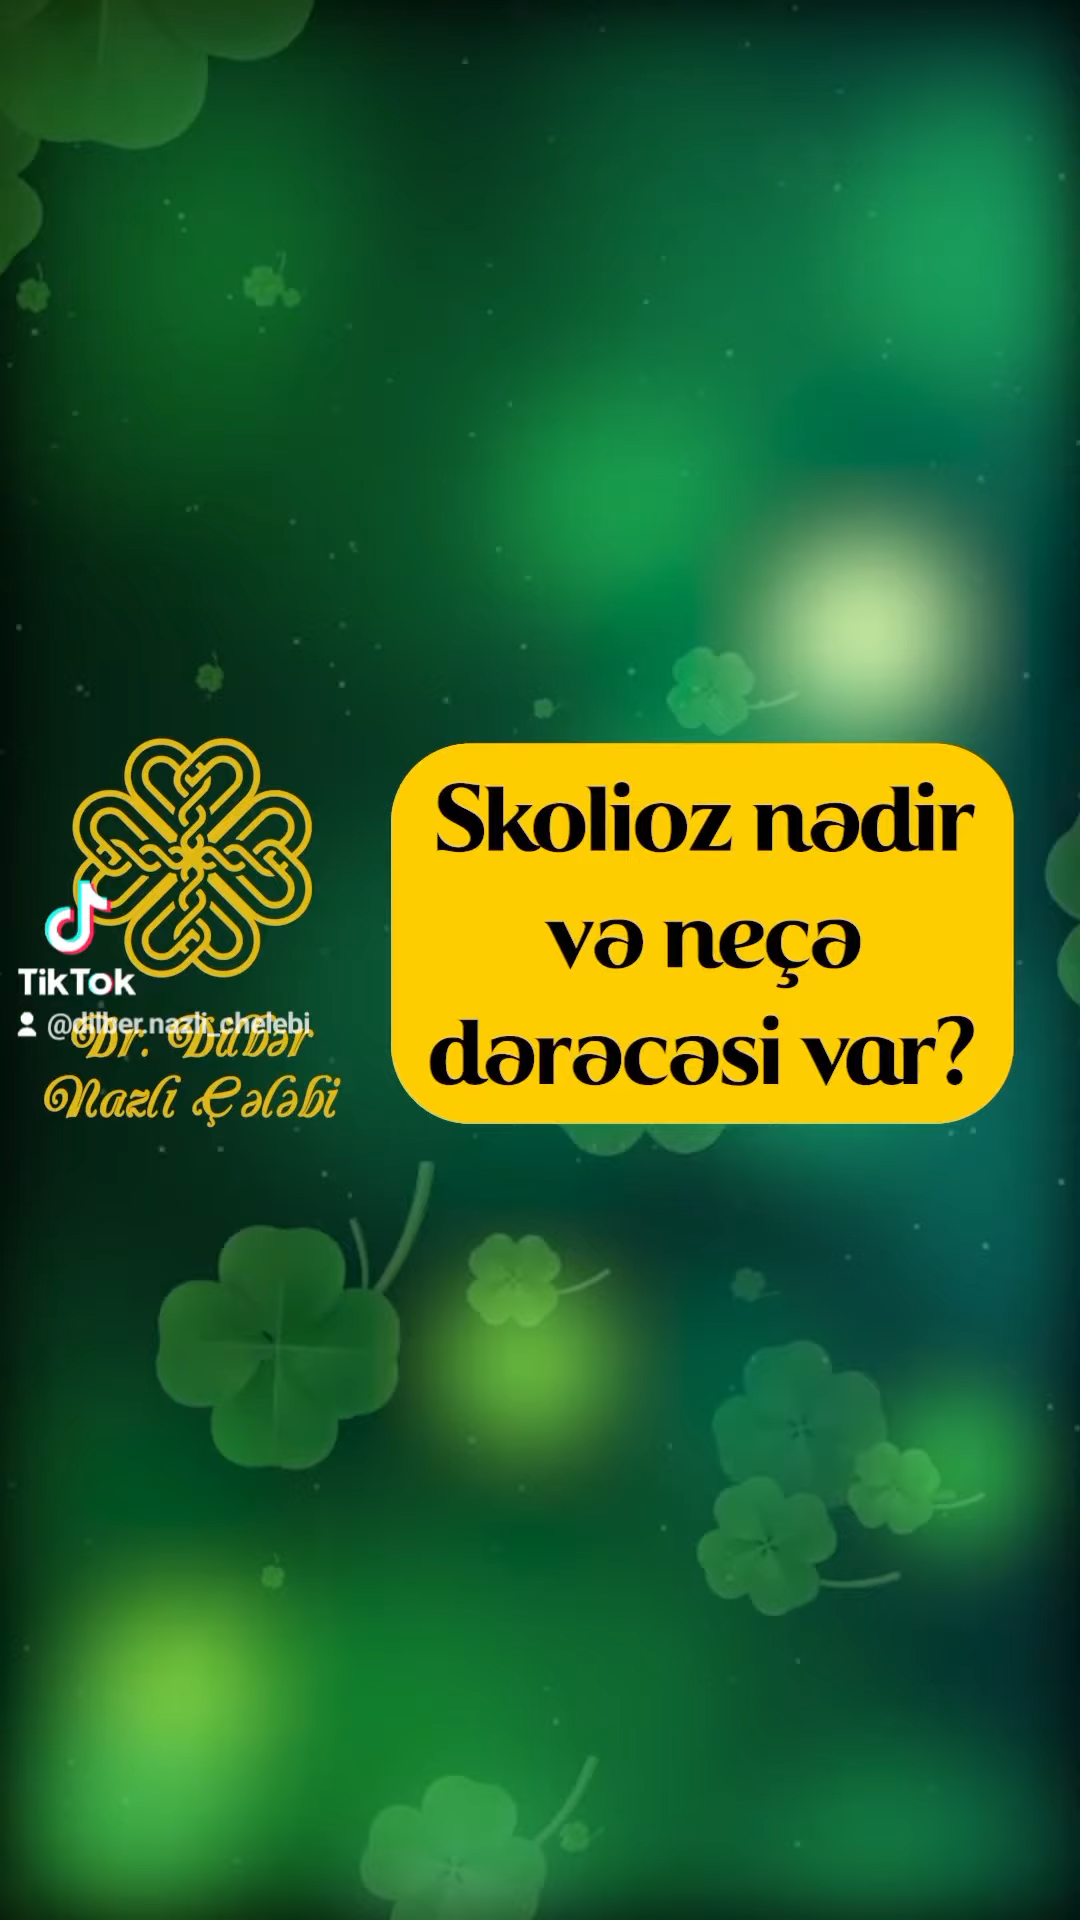 Skolioz nədir
və neçə
dərəcəsi var?
TikTok
@dilber.nazli_chelebi
Dr. Dilbər
Nazlı Çələbi